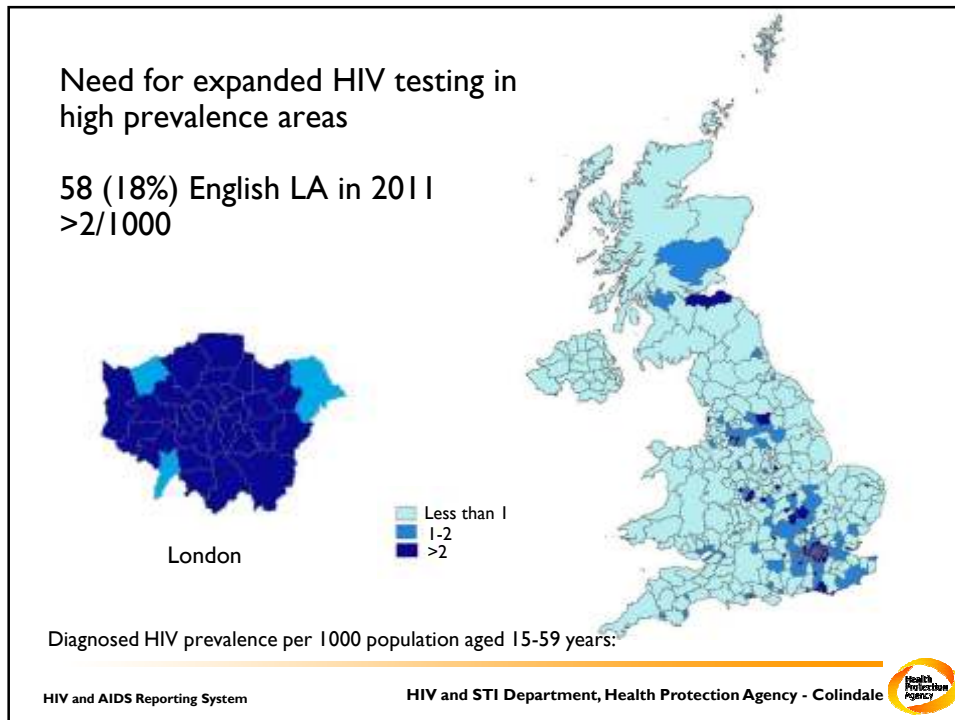 Need for expanded HIV testing in
high prevalence areas
58 (18%) English LA in 2011
>2/1000
Less than 1
1-2
>2
London
Diagnosed HIV prevalence per 1000 population aged 15-59 years:
HIV and AIDS Reporting System
HIV and STI Department, Health Protection Agency - Colindale
Health
Protection
Agency